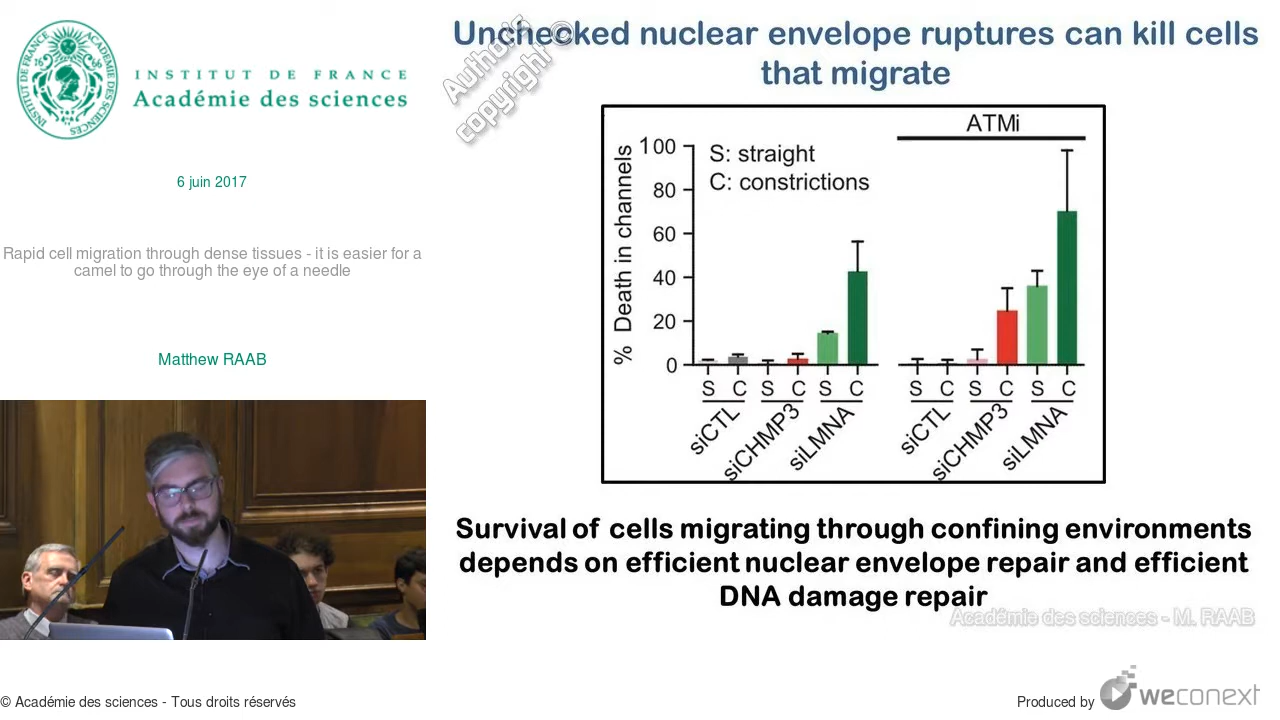 INSTITUT DE FRANCE
Académie des sciences
6 juin 2017
Rapid cell migration through dense tissues - it is easier for a
camel to go through the eye of a needle
Matthew RAAB
Unchecked nuclear envelope ruptures can kill cells
that migrate
Authors
copyright ©
ATMi
% Death in channels
100
80
60
40
20
0
S: straight
C: constrictions
S C S C S C
S C S C S C
siCTL
siCHMP3
siLMNA
siCTL
siCHMP3
siLMNA
Survival of cells migrating through confining environments
depends on efficient nuclear envelope repair and efficient
DNA damage repair
Académie des sciences - M. RAAB
© Académie des sciences - Tous droits réservés
Produced by weconext